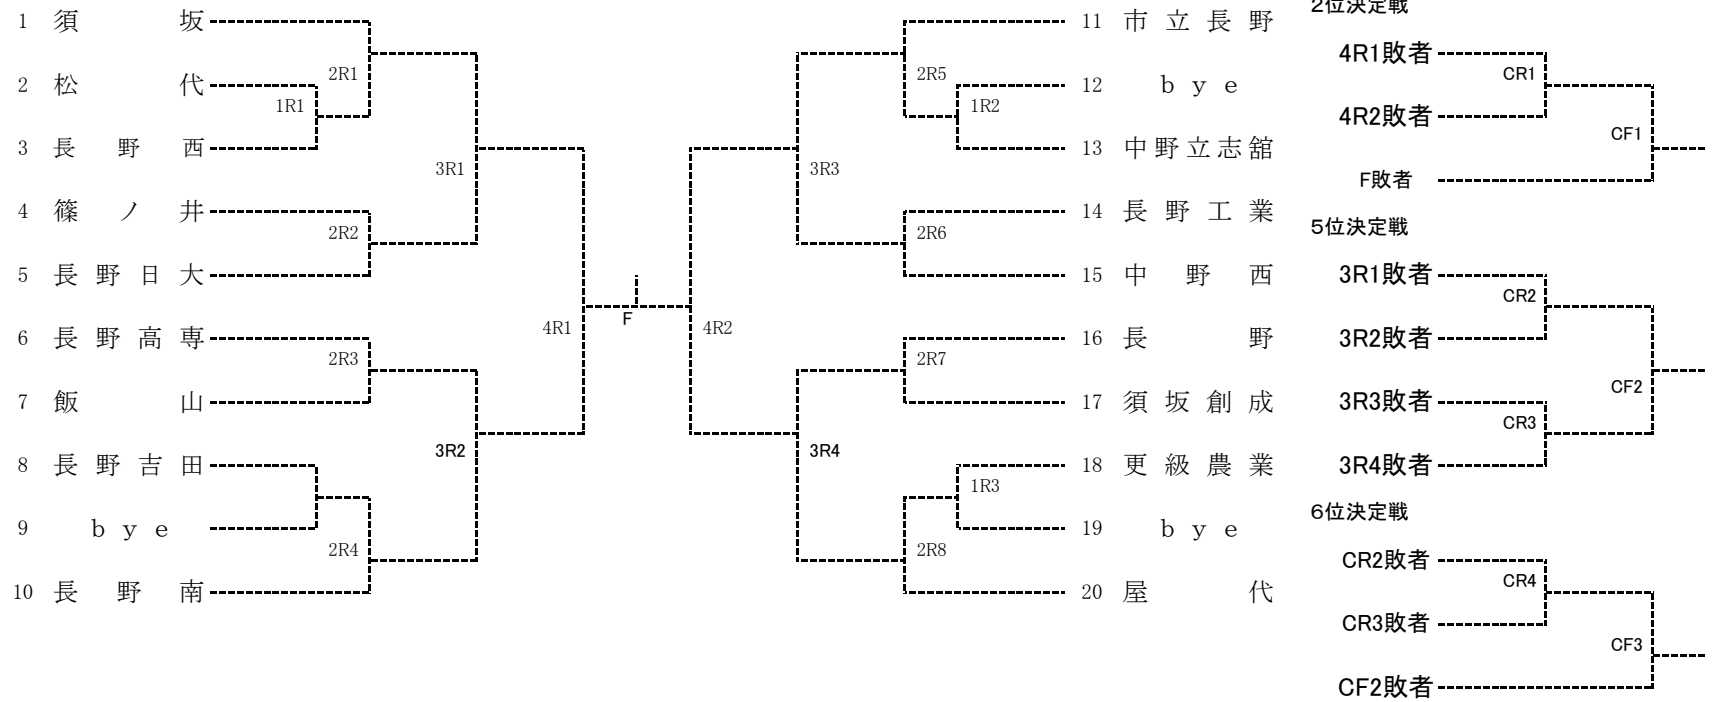 1 須坂
2 松代
3 長野西
4 篠ノ井
5 長野日大
6 長野高専
7 飯山
8 長野吉田
9 bye
10 長野南
1R1
2R1
2R2
2R3
2R4
3R1
3R2
4R1
F
4R2
3R3
3R4
2R5
1R2
2R6
2R7
1R3
2R8
11 市立長野
12 bye
13 中野立志舘
14 長野工業
15 中野西
16 長野
17 須坂創成
18 更級農業
19 bye
20 屋代
2位決定戦
4R1敗者
CR1
4R2敗者
CF1
F敗者
5位決定戦
3R1敗者
CR2
3R2敗者
CF2
3R3敗者
CR3
3R4敗者
6位決定戦
CR2敗者
CR4
CR3敗者
CF3
CF2敗者